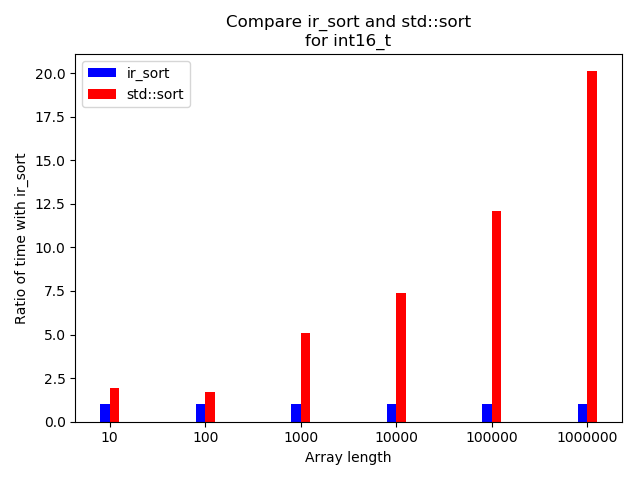 Compare ir_sort and std::sort
for int16_t
ir_sort
std::sort
Ratio of time with ir_sort
20.0
17.5
15.0
12.5
10.0
7.5
5.0
2.5
0.0
10 100 1000 10000 100000 1000000
Array length